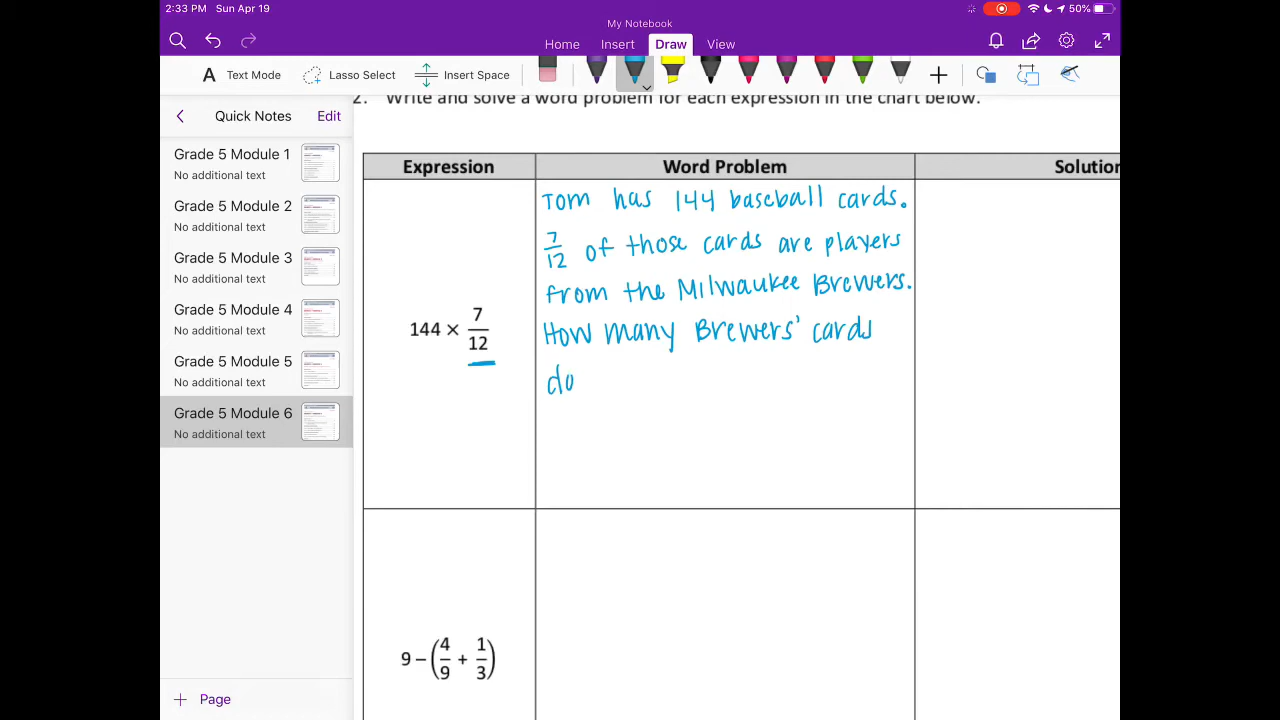 2:33 PM Sun Apr 19
50%
My Notebook
Home Insert Draw View
Text Mode Lasso Select Insert Space
Quick Notes Edit
Grade 5 Module 1
No additional text
Grade 5 Module 2
No additional text
Grade 5 Module 3
No additional text
Grade 5 Module 4
No additional text
Grade 5 Module 5
No additional text
Grade 5 Module 6
No additional text
Page
2. Write and solve a word problem for each expression in the chart below.
Expression Word Problem Solution
144 × 7/12
Tom has 144 baseball cards.
7/12 of those cards are players
from the Milwaukee Brewers.
How many Brewers' cards
do
9 – (4/9 + 1/3)